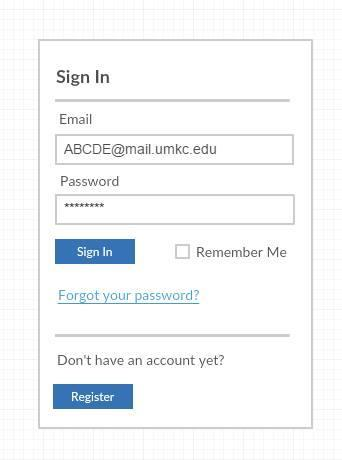 Sign In
Email
ABCDE@mail.umkc.edu
Password
********
Sign In
Remember Me
Forgot your password?
Don't have an account yet?
Register